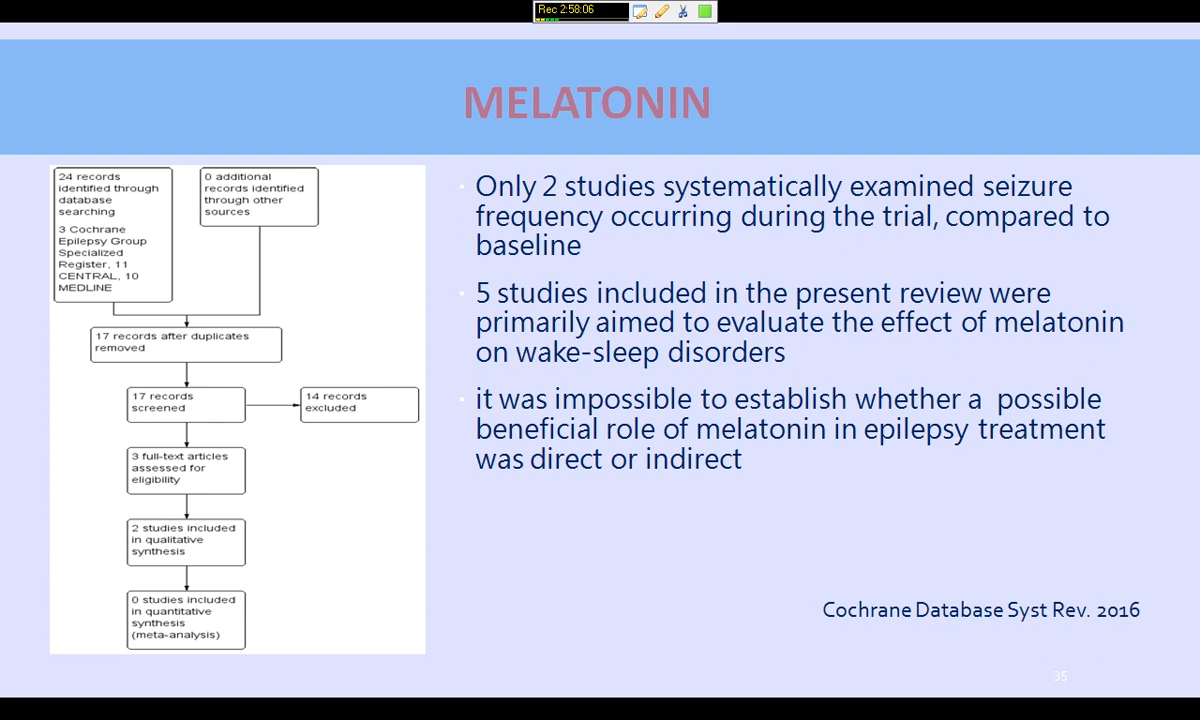 Rec 2:58:06
MELATONIN
24 records
identified through
database
searching
3 Cochrane
Epilepsy Group
Specialized
Register, 11
CENTRAL, 10
MEDLINE
0 additional
records identified
through other
sources
17 records after duplicates
removed
17 records
screened
14 records
excluded
3 full-text articles
assessed for
eligibility
2 studies included
in qualitative
synthesis
0 studies included
in quantitative
synthesis
(meta-analysis)
Only 2 studies systematically examined seizure
frequency occurring during the trial, compared to
baseline
5 studies included in the present review were
primarily aimed to evaluate the effect of melatonin
on wake-sleep disorders
it was impossible to establish whether a possible
beneficial role of melatonin in epilepsy treatment
was direct or indirect
Cochrane Database Syst Rev. 2016
35